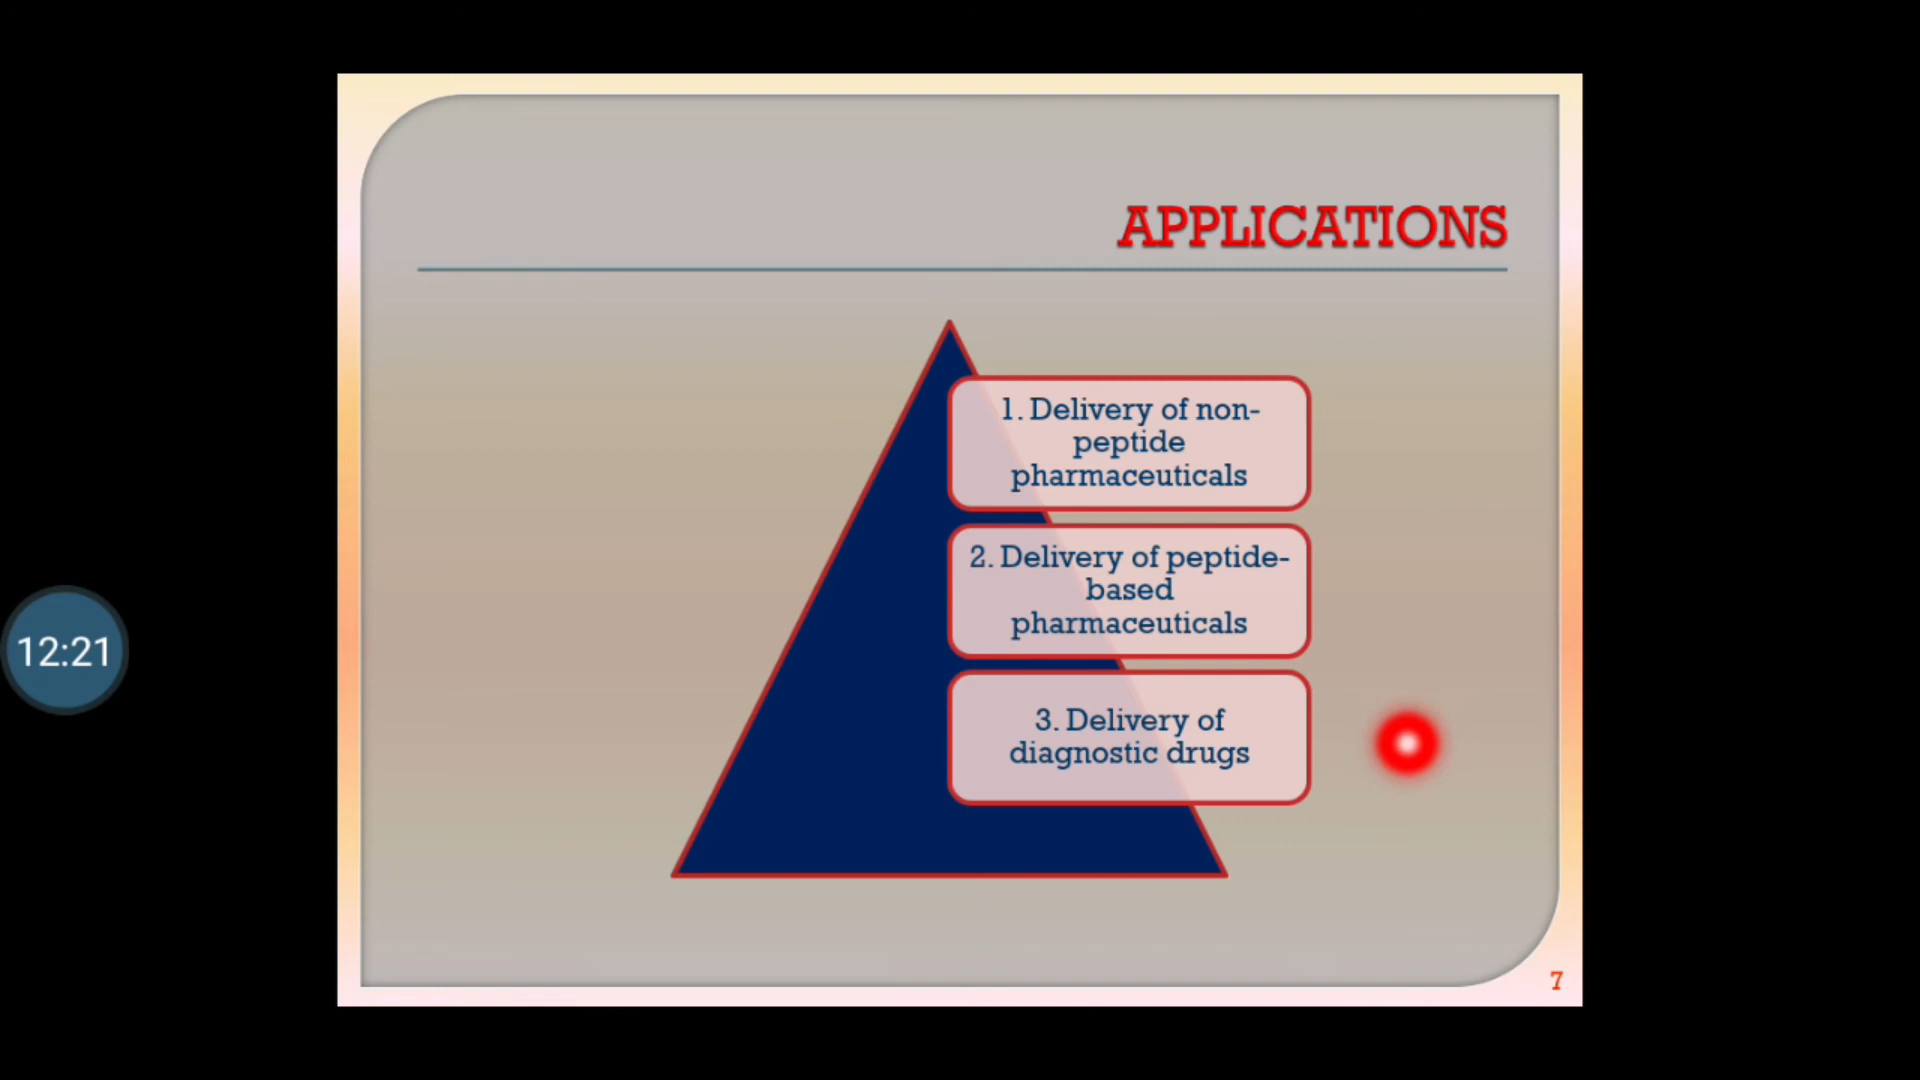 APPLICATIONS
1. Delivery of non-
peptide
pharmaceuticals
2. Delivery of peptide-
based
pharmaceuticals
3. Delivery of
diagnostic drugs
12:21
7